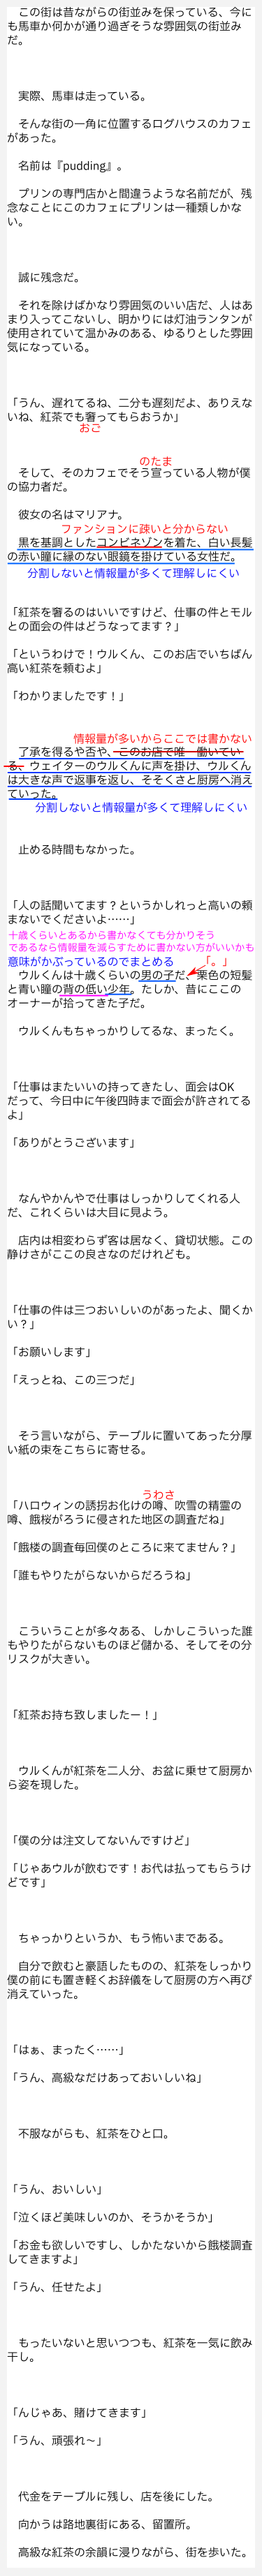 この街は昔ながらの街並みを保っている、今に
も馬車か何かが通り過ぎそうな雰囲気の街並み
だ。
実際、馬車は走っている。
そんな街の一角に位置するログハウスのカフェ
があった。
名前は『pudding』。
プリンの専門店かと間違うような名前だが、残
念なことにこのカフェにプリンは一種類しかな
い。
誠に残念だ。
それを除けばかなり雰囲気のいい店だ、人はあ
まり入ってこないし、明かりには灯油ランタンが
使用されていて温かみのある、ゆるりとした雰囲
気になっている。
「うん、遅れてるね、二分も遅刻だよ、ありえな
いね、紅茶でも奢ってもらおうか」
おご
のたま
そして、そのカフェでそう宣っている人物が僕
の協力者だ。
彼女の名はマリアナ。
ファンションに疎いと分からない
黒を基調としたコンビネゾンを着た、白い長髪
の赤い瞳に縁のない眼鏡を掛けている女性だ。
分割しないと情報量が多くて理解しにくい
「紅茶を奢るのはいいですけど、仕事の件とモル
との面会の件はどうなってます？」
「というわけで！ウルくん、このお店でいちばん
高い紅茶を頼むよ」
「わかりましたです！」
情報量が多いからここでは書かない
了承を得るや否や、このお店で唯一働いてい
る、ウェイターのウルくんに声を掛け、ウルくん
は大きな声で返事を返し、そそくさと厨房へ消え
ていった。
分割しないと情報量が多くて理解しにくい
止める時間もなかった。
「人の話聞いてます？というかしれっと高いの頼
まないでくださいよ……」
十歳くらいとあるから書かなくても分かりそう
であるなら情報量を減らすために書かない方がいいかも
意味がかぶっているのでまとめる
「。」
ウルくんは十歳くらいの男の子だ、栗色の短髪
と青い瞳の背の低い少年。たしか、昔にここの
オーナーが拾ってきた子だ。
ウルくんもちゃっかりしてるな、まったく。
「仕事はまたいいの持ってきたし、面会はOK
だって、今日中に午後四時まで面会が許されてる
よ」
「ありがとうございます」
なんやかんやで仕事はしっかりしてくれる人
だ、これくらいは大目に見よう。
店内は相変わらず客は居なく、貸切状態。この
静けさがここの良さなのだけれども。
「仕事の件は三つおいしいのがあったよ、聞くか
い？」
「お願いします」
「えっとね、この三つだ」
そう言いながら、テーブルに置いてあった分厚
い紙の束をこちらに寄せる。
うわさ
「ハロウィンの誘拐お化けの噂、吹雪の精霊の
噂、餓桜がろうに侵された地区の調査だね」
「餓楼の調査毎回僕のところに来てません？」
「誰もやりたがらないからだろうね」
こういうことが多々ある、しかしこういった誰
もやりたがらないものほど儲かる、そしてその分
リスクが大きい。
「紅茶お持ち致しましたー！」
ウルくんが紅茶を二人分、お盆に乗せて厨房か
ら姿を現した。
「僕の分は注文してないんですけど」
「じゃあウルが飲むです！お代は払ってもらうけ
どです」
ちゃっかりというか、もう怖いまである。
自分で飲むと豪語したものの、紅茶をしっかり
僕の前にも置き軽くお辞儀をして厨房の方へ再び
消えていった。
「はぁ、まったく……」
「うん、高級なだけあっておいしいね」
不服ながらも、紅茶をひと口。
「うん、おいしい」
「泣くほど美味しいのか、そうかそうか」
「お金も欲しいですし、しかたないから餓楼調査
してきますよ」
「うん、任せたよ」
もったいないと思いつつも、紅茶を一気に飲み
干し。
「んじゃあ、賭けてきます」
「うん、頑張れ～」
代金をテーブルに残し、店を後にした。
向かうは路地裏街にある、留置所。
高級な紅茶の余韻に浸りながら、街を歩いた。